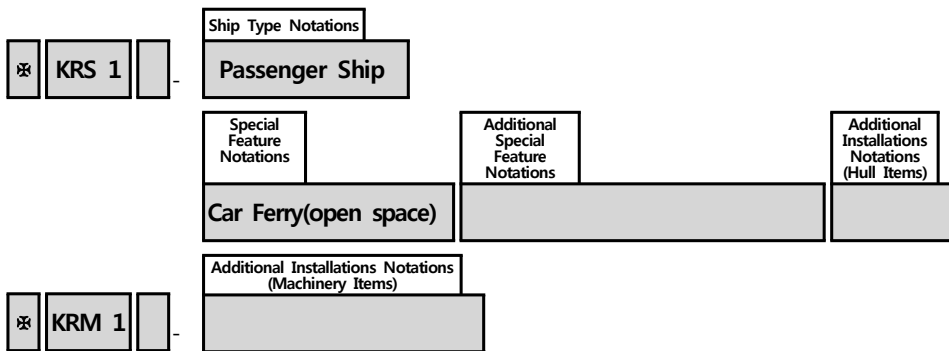 Ship Type Notations
✠ KRS 1 - Passenger Ship
Special
Feature
Notations
Additional
Special
Feature
Notations
Additional
Installations
Notations
(Hull Items)
Car Ferry(open space)
Additional Installations Notations
(Machinery Items)
✠ KRM 1 -